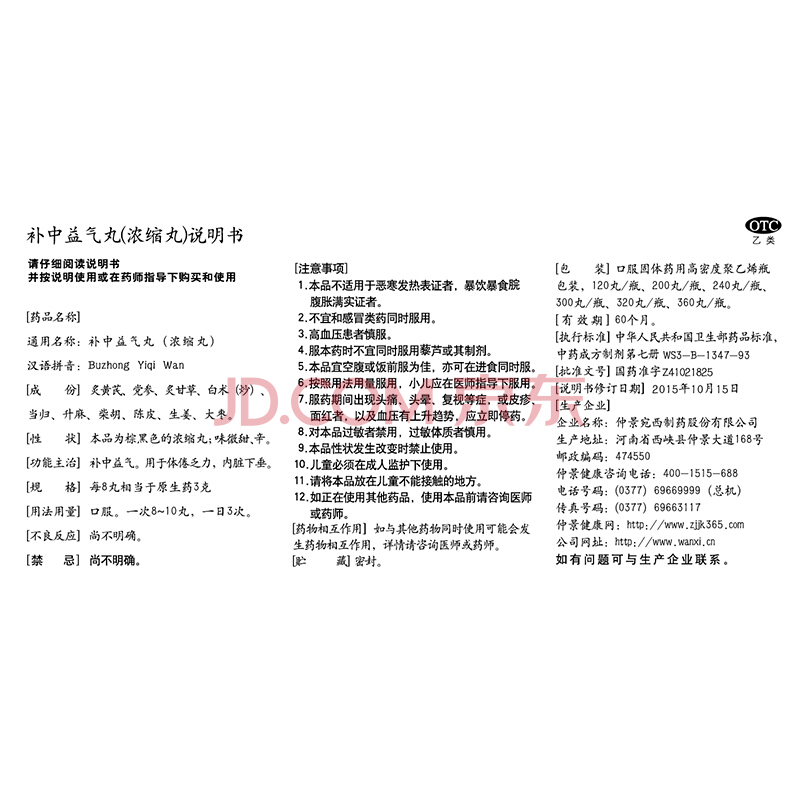 补中益气丸(浓缩丸)说明书
请仔细阅读说明书
并按说明使用或在药师指导下购买和使用
[药品名称]
通用名称：补中益气丸（浓缩丸）
汉语拼音：Buzhong Yiqi Wan
[成 份] 炙黄芪、党参、炙甘草、白术（炒）、
当归、升麻、柴胡、陈皮、生姜、大枣。
[性 状] 本品为棕黑色的浓缩丸；味微甜、辛。
[功能主治] 补中益气。用于体倦乏力，内脏下垂。
[规 格] 每8丸相当于原生药3克
[用法用量] 口服。一次8~10丸，一日3次。
[不良反应] 尚不明确。
[禁 忌] 尚不明确。
[注意事项]
1.本品不适用于恶寒发热表证者，暴饮暴食脘
腹胀满实证者。
2.不宜和感冒类药同时服用。
3.高血压患者慎服。
4.服本药时不宜同时服用藜芦或其制剂。
5.本品宜空腹或饭前服为佳，亦可在进食同时服。
6.按照用法用量服用，小儿应在医师指导下服用。
7.服药期间出现头痛、头晕、复视等症，或皮疹、
面红者，以及血压有上升趋势，应立即停药。
8.对本品过敏者禁用，过敏体质者慎用。
9.本品性状发生改变时禁止使用。
10.儿童必须在成人监护下使用。
11.请将本品放在儿童不能接触的地方。
12.如正在使用其他药品，使用本品前请咨询医师
或药师。
[药物相互作用] 如与其他药物同时使用可能会发
生药物相互作用，详情请咨询医师或药师。
[贮 藏] 密封。
OTC
乙类
[包 装] 口服固体药用高密度聚乙烯瓶
包装，120丸/瓶、200丸/瓶、240丸/瓶、
300丸/瓶、320丸/瓶、360丸/瓶。
[有效期] 60个月。
[执行标准] 中华人民共和国卫生部药品标准，
中药成方制剂第七册 WS3-B-1347-93
[批准文号] 国药准字Z41021825
[说明书修订日期] 2015年10月15日
[生产企业]
企业名称：仲景宛西制药股份有限公司
生产地址：河南省西峡县仲景大道168号
邮政编码：474550
仲景健康咨询电话：400-1515-688
电话号码：(0377) 69669999（总机）
传真号码：(0377) 69663117
仲景健康网：http://www.zjjk365.com
公司网址：http://www.wanxi.cn
如有问题可与生产企业联系。
JD.COM 京东